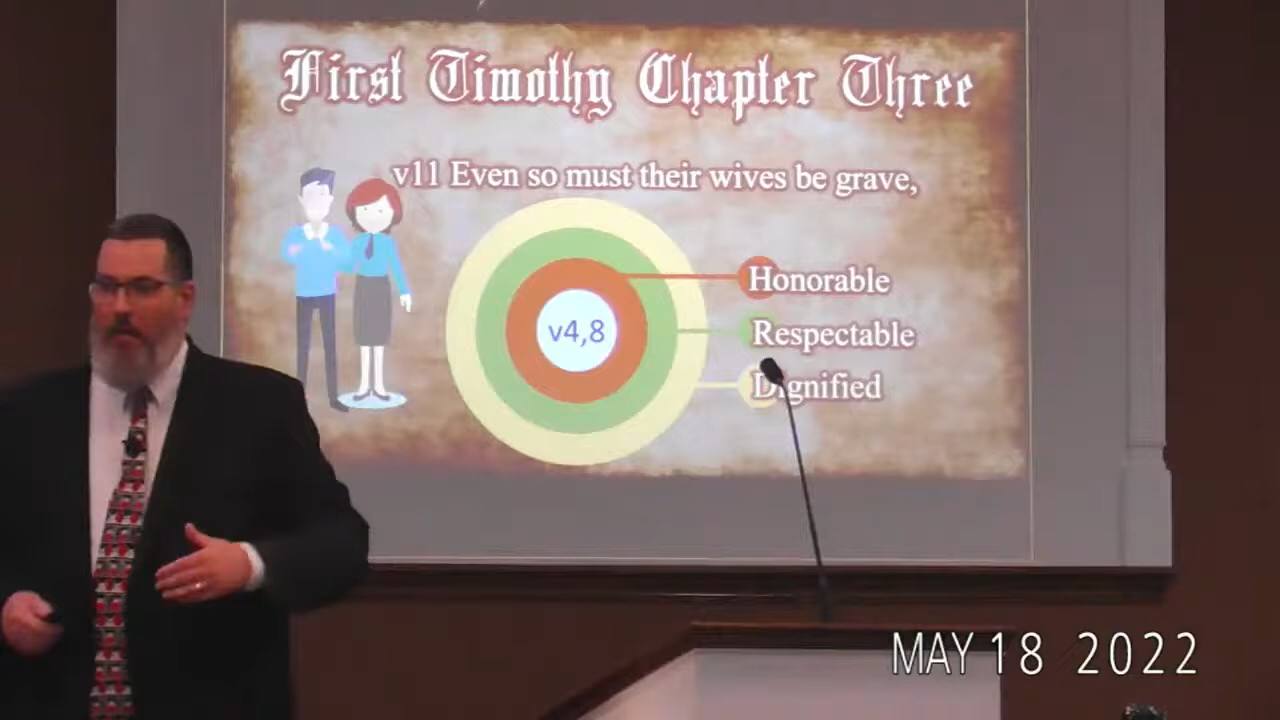 First Timothy Chapter Three
v11 Even so must their wives be grave,
v4,8
Honorable
Respectable
Dignified
MAY 18 2022